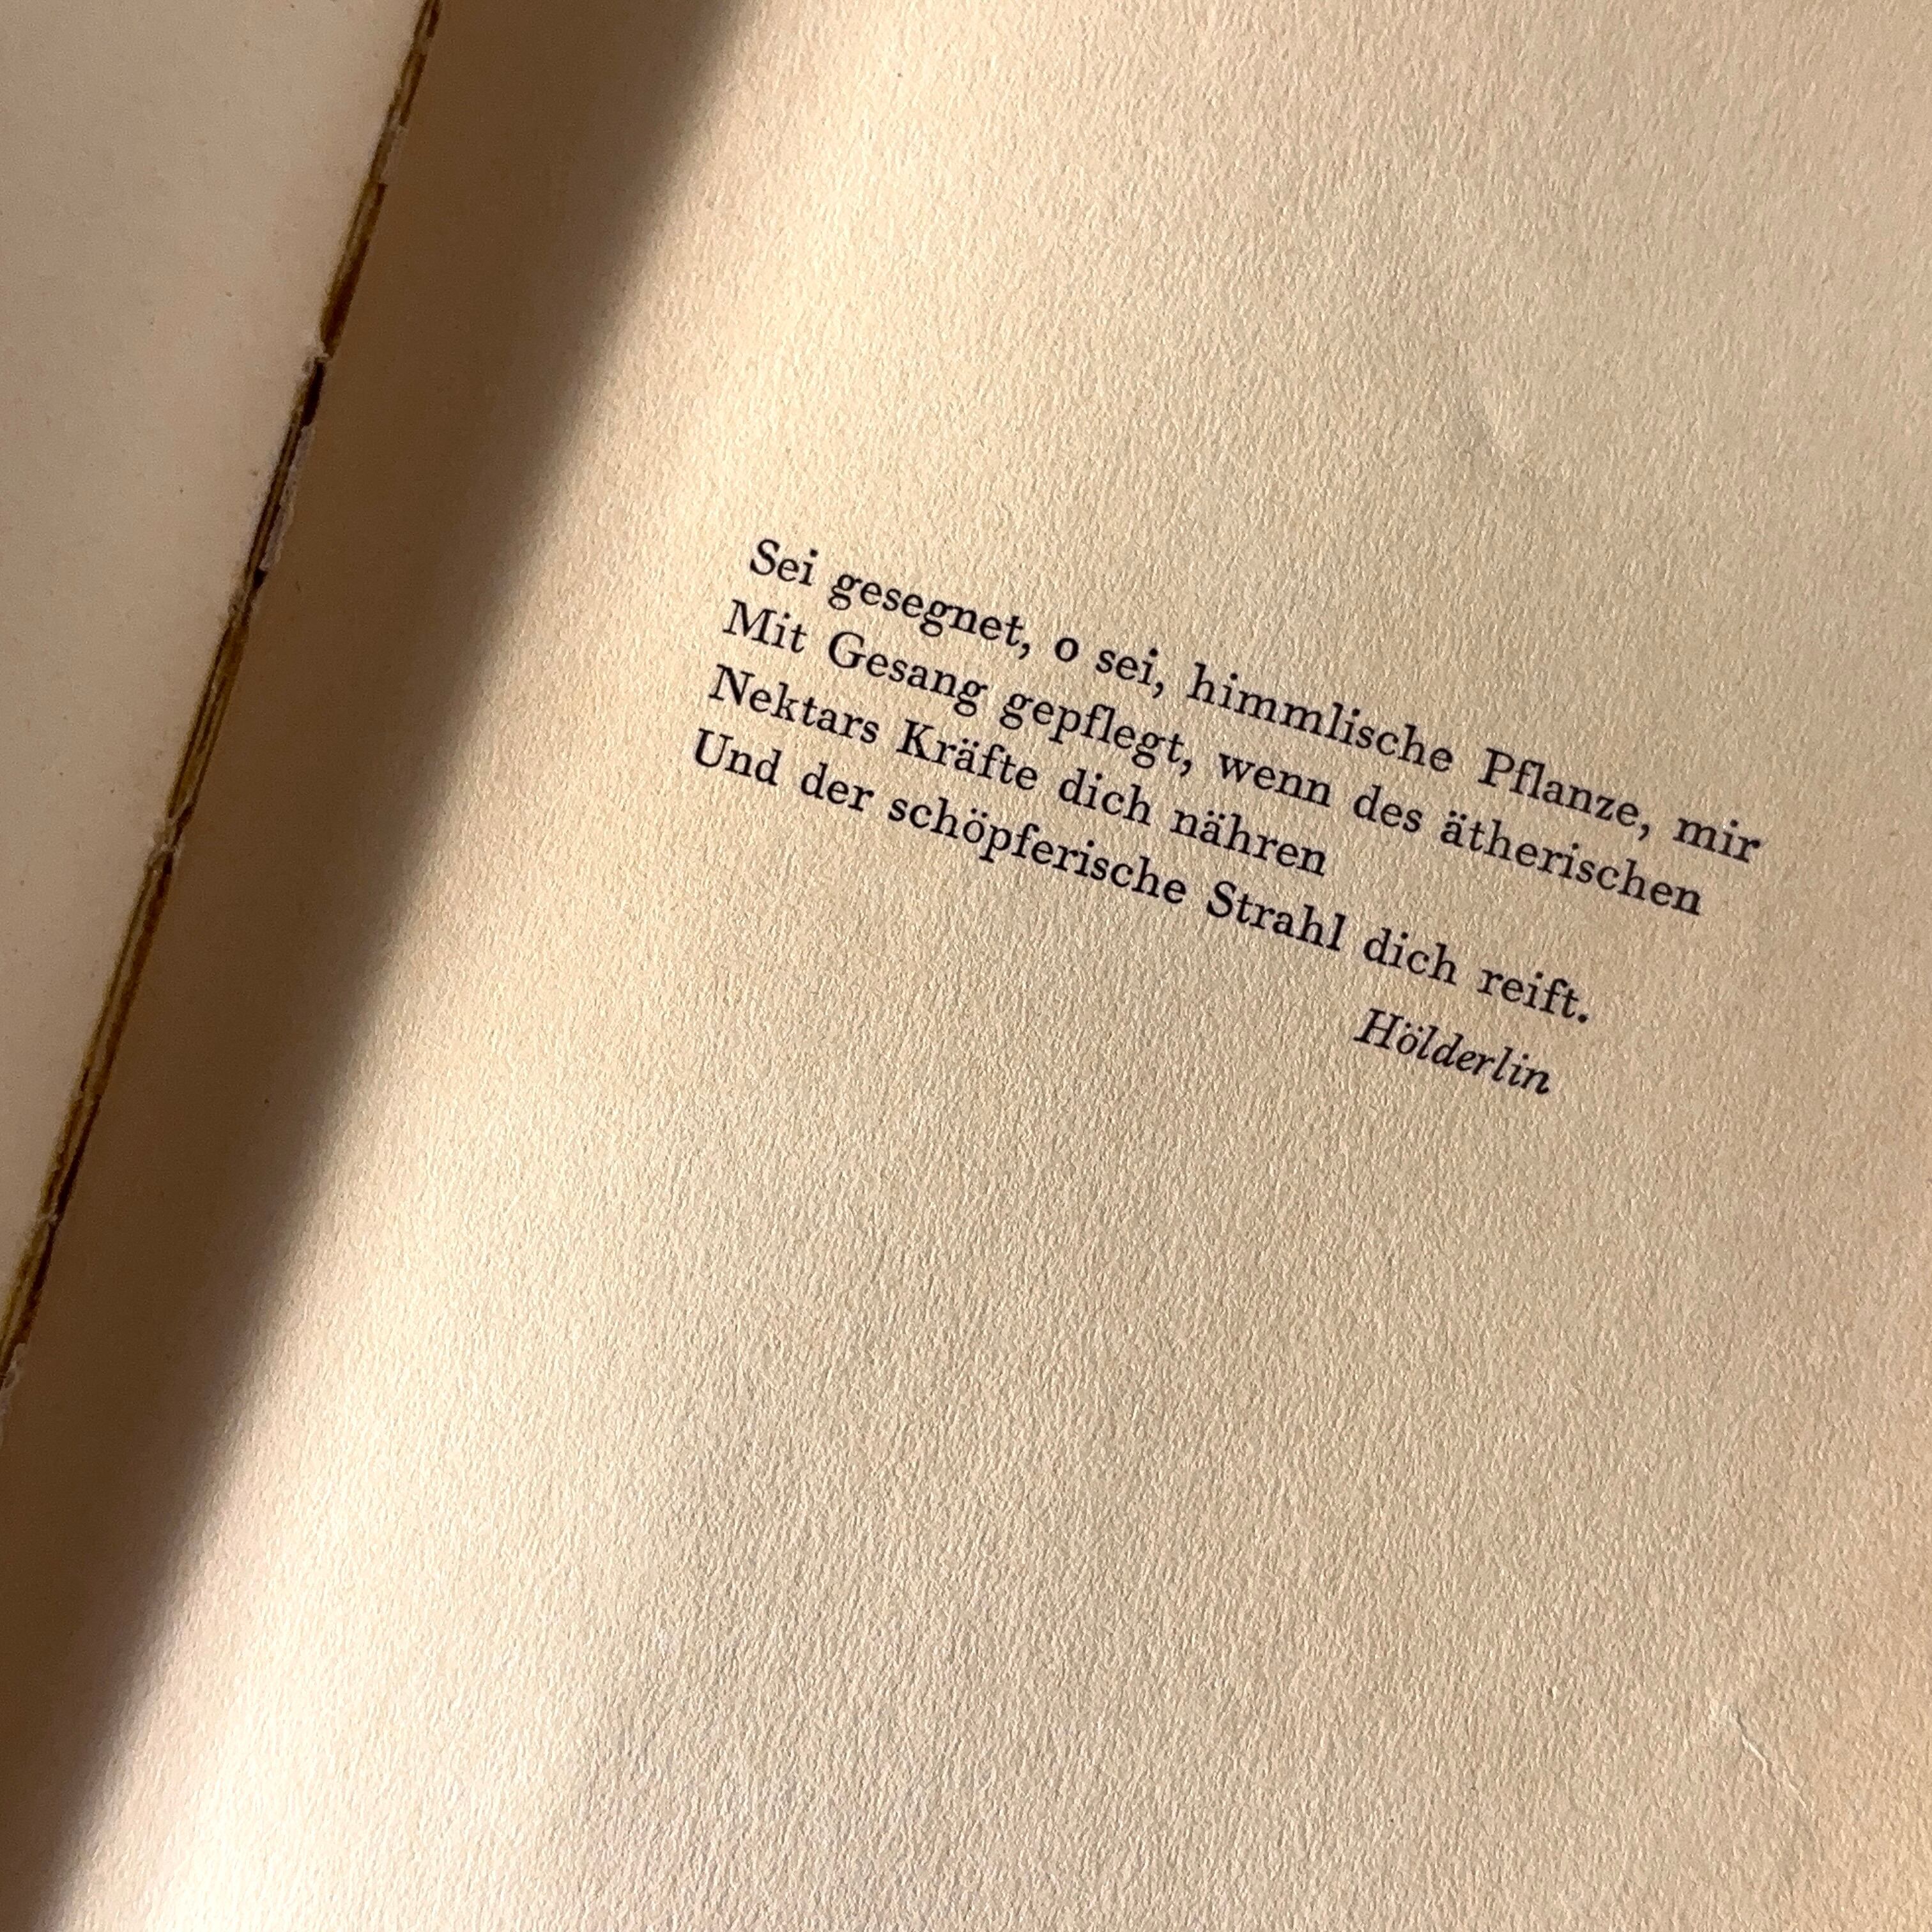 Sei gesegnet, o sei, himmlische Pflanze, mir
Mit Gesang gepflegt, wenn des ätherischen
Nektars Kräfte dich nähren
Und der schöpferische Strahl dich reift.
Hölderlin